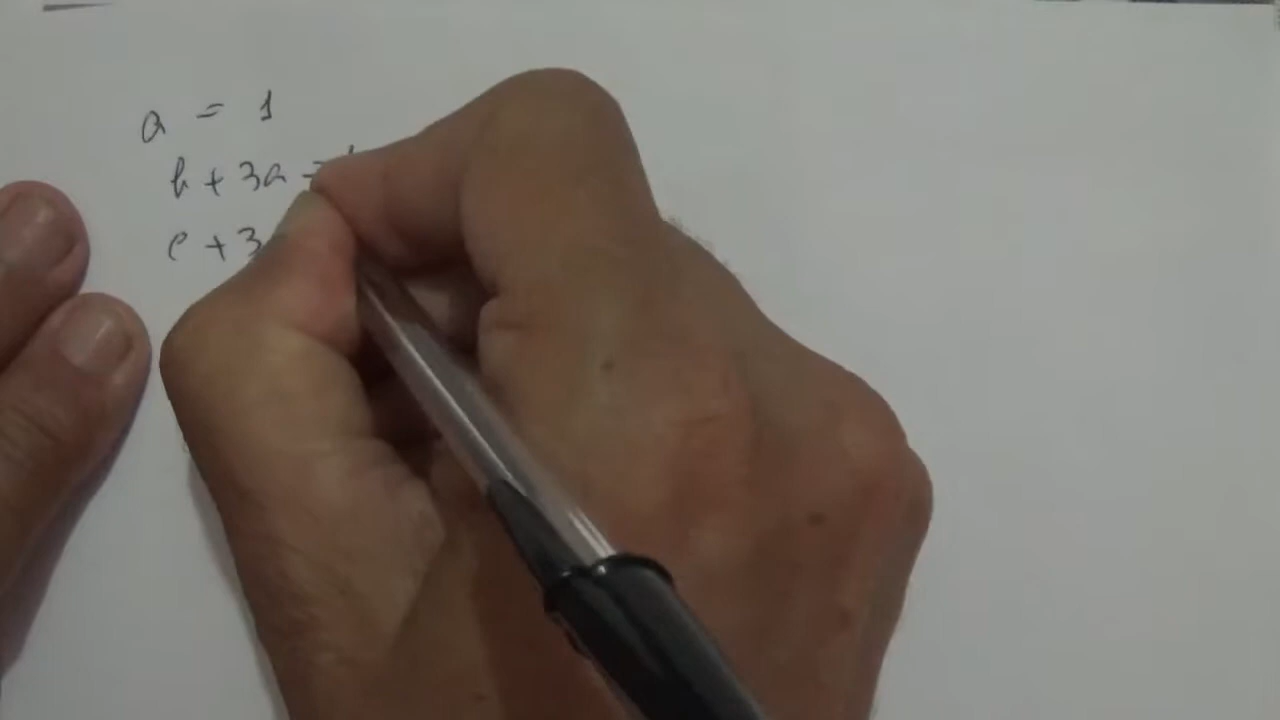 a = 1
b + 3a =
c + 3